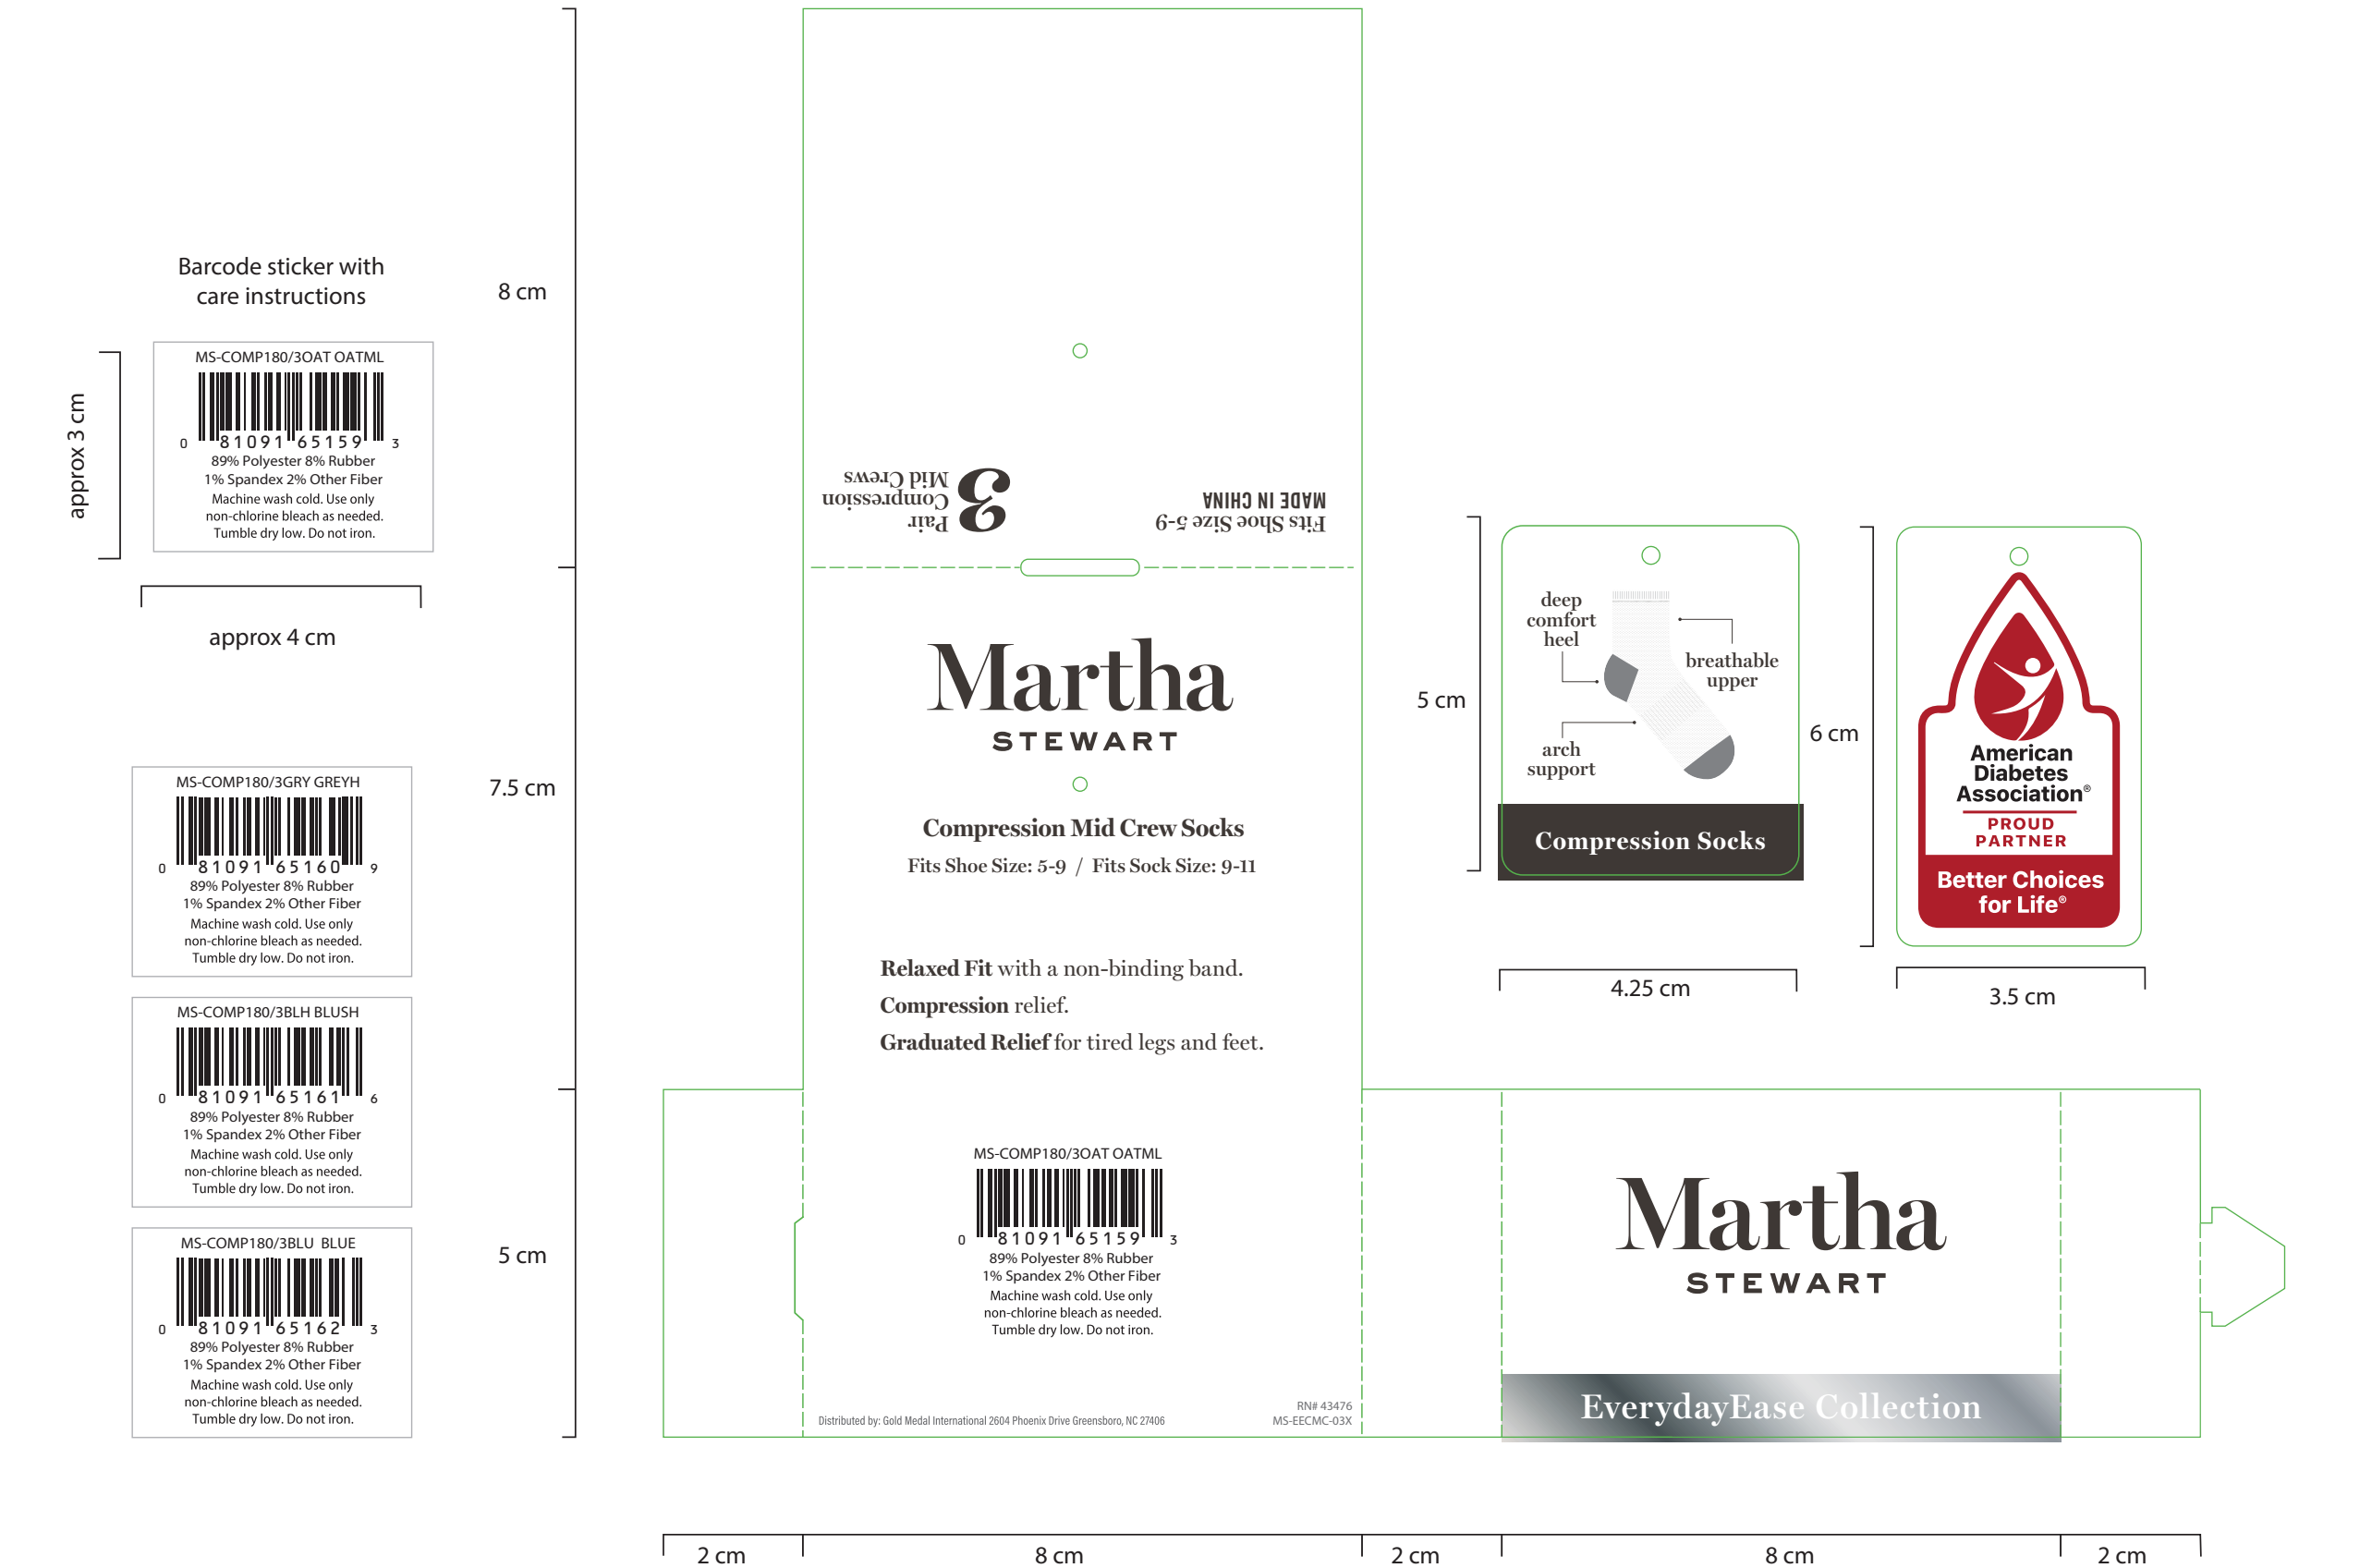 Barcode sticker with
care instructions
approx 3 cm
MS-COMP180/3OAT OATML
0 81091 65159 3
89% Polyester 8% Rubber
1% Spandex 2% Other Fiber
Machine wash cold. Use only
non-chlorine bleach as needed.
Tumble dry low. Do not iron.
approx 4 cm
MS-COMP180/3GRY GREYH
0 81091 65160 9
89% Polyester 8% Rubber
1% Spandex 2% Other Fiber
Machine wash cold. Use only
non-chlorine bleach as needed.
Tumble dry low. Do not iron.
MS-COMP180/3BLH BLUSH
0 81091 65161 6
89% Polyester 8% Rubber
1% Spandex 2% Other Fiber
Machine wash cold. Use only
non-chlorine bleach as needed.
Tumble dry low. Do not iron.
MS-COMP180/3BLU BLUE
0 81091 65162 3
89% Polyester 8% Rubber
1% Spandex 2% Other Fiber
Machine wash cold. Use only
non-chlorine bleach as needed.
Tumble dry low. Do not iron.
8 cm
7.5 cm
5 cm
Fits Shoe Size 5-9
MADE IN CHINA
3
Pair
Compression
Mid Crews
Martha
STEWART
Compression Mid Crew Socks
Fits Shoe Size: 5-9 / Fits Sock Size: 9-11
Relaxed Fit with a non-binding band.
Compression relief.
Graduated Relief for tired legs and feet.
MS-COMP180/3OAT OATML
0 81091 65159 3
89% Polyester 8% Rubber
1% Spandex 2% Other Fiber
Machine wash cold. Use only
non-chlorine bleach as needed.
Tumble dry low. Do not iron.
RN# 43476
Distributed by: Gold Medal International 2604 Phoenix Drive Greensboro, NC 27406
MS-EECMC-03X
5 cm
deep
comfort
heel
breathable
upper
arch
support
Compression Socks
4.25 cm
6 cm
American
Diabetes
Association®
PROUD
PARTNER
Better Choices
for Life®
3.5 cm
Martha
STEWART
EverydayEase Collection
2 cm
8 cm
2 cm
8 cm
2 cm